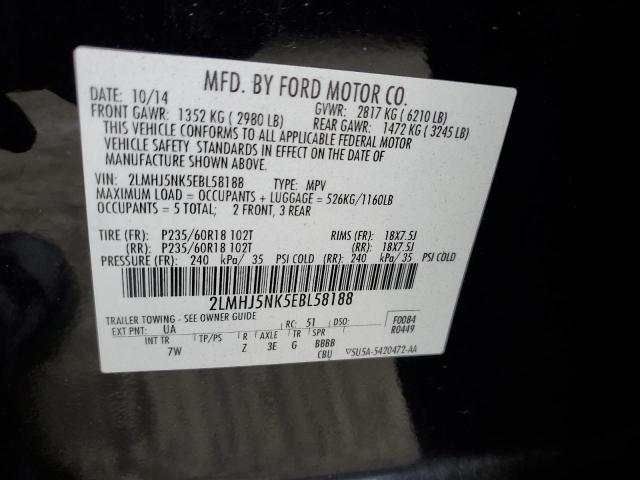 MFD. BY FORD MOTOR CO.
DATE: 10/14 GVWR: 2817 KG ( 6210 LB)
FRONT GAWR: 1352 KG ( 2980 LB) REAR GAWR: 1472 KG ( 3245 LB)
THIS VEHICLE CONFORMS TO ALL APPLICABLE FEDERAL MOTOR
VEHICLE SAFETY STANDARDS IN EFFECT ON THE DATE OF
MANUFACTURE SHOWN ABOVE.
VIN: 2LMHJ5NK5EBL58188 TYPE: MPV
MAXIMUM LOAD = OCCUPANTS + LUGGAGE = 526KG/1160LB
OCCUPANTS = 5 TOTAL; 2 FRONT, 3 REAR
TIRE (FR): P235/60R18 102T RIMS (FR): 18X7.5J
(RR): P235/60R18 102T (RR): 18X7.5J
PRESSURE (FR): 240 kPa/ 35 PSI COLD (RR): 240 kPa/ 35 PSI COLD
2LMHJ5NK5EBL58188
TRAILER TOWING - SEE OWNER GUIDE
EXT PNT: UA RC: 51 DSO: F0084
R0449
INT TR TP/PS R AXLE TR SPR
7W Z 3E G BBBB
CBU SU5A-5420472-AA